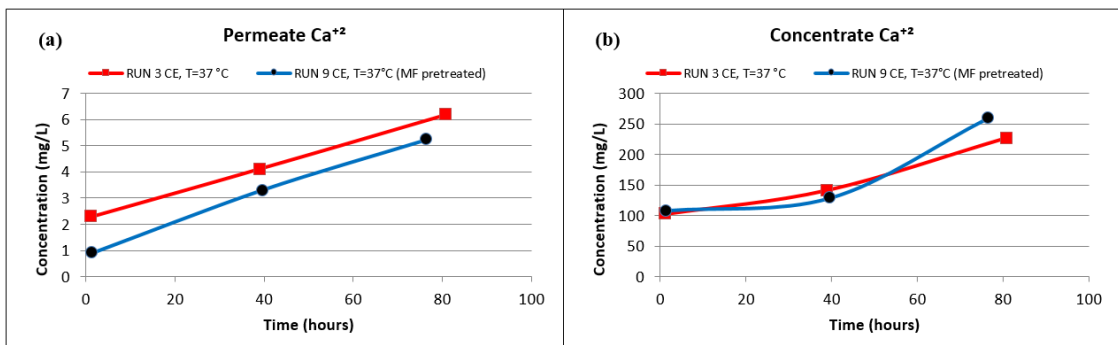 (a)
Permeate Ca⁺²
RUN 3 CE, T=37 °C
RUN 9 CE, T=37°C (MF pretreated)
Concentration (mg/L)
7
6
5
4
3
2
1
0
0 20 40 60 80 100
Time (hours)
(b)
Concentrate Ca⁺²
RUN 3 CE, T=37 °C
RUN 9 CE, T=37°C (MF pretreated)
Concentration (mg/L)
300
250
200
150
100
50
0
0 20 40 60 80 100
Time (hours)